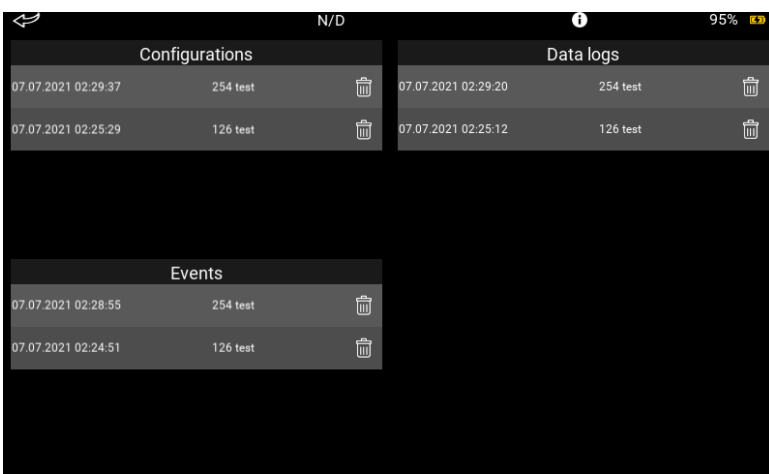 N/D 95%
Configurations
07.07.2021 02:29:37 254 test
07.07.2021 02:25:29 126 test
Data logs
07.07.2021 02:29:20 254 test
07.07.2021 02:25:12 126 test
Events
07.07.2021 02:28:55 254 test
07.07.2021 02:24:51 126 test